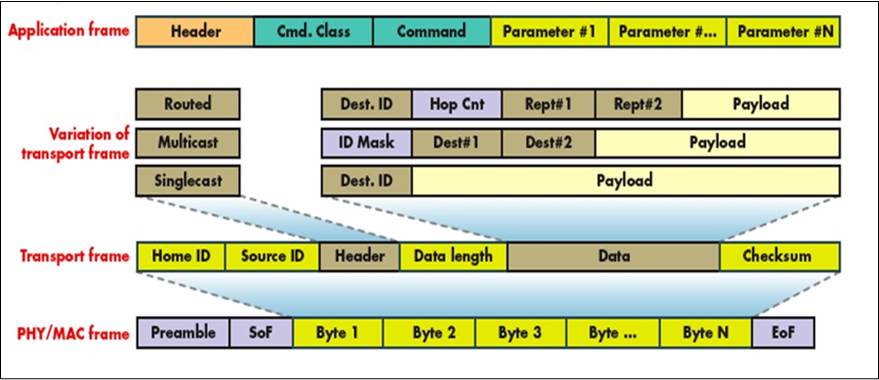 Application frame Header Cmd. Class Command Parameter #1 Parameter #... Parameter #N
Routed Dest. ID Hop Cnt Rept#1 Rept#2 Payload
Variation of
transport frame
Multicast ID Mask Dest#1 Dest#2 Payload
Singlecast Dest. ID Payload
Transport frame Home ID Source ID Header Data length Data Checksum
PHY/MAC frame Preamble SoF Byte 1 Byte 2 Byte 3 Byte ... Byte N EoF